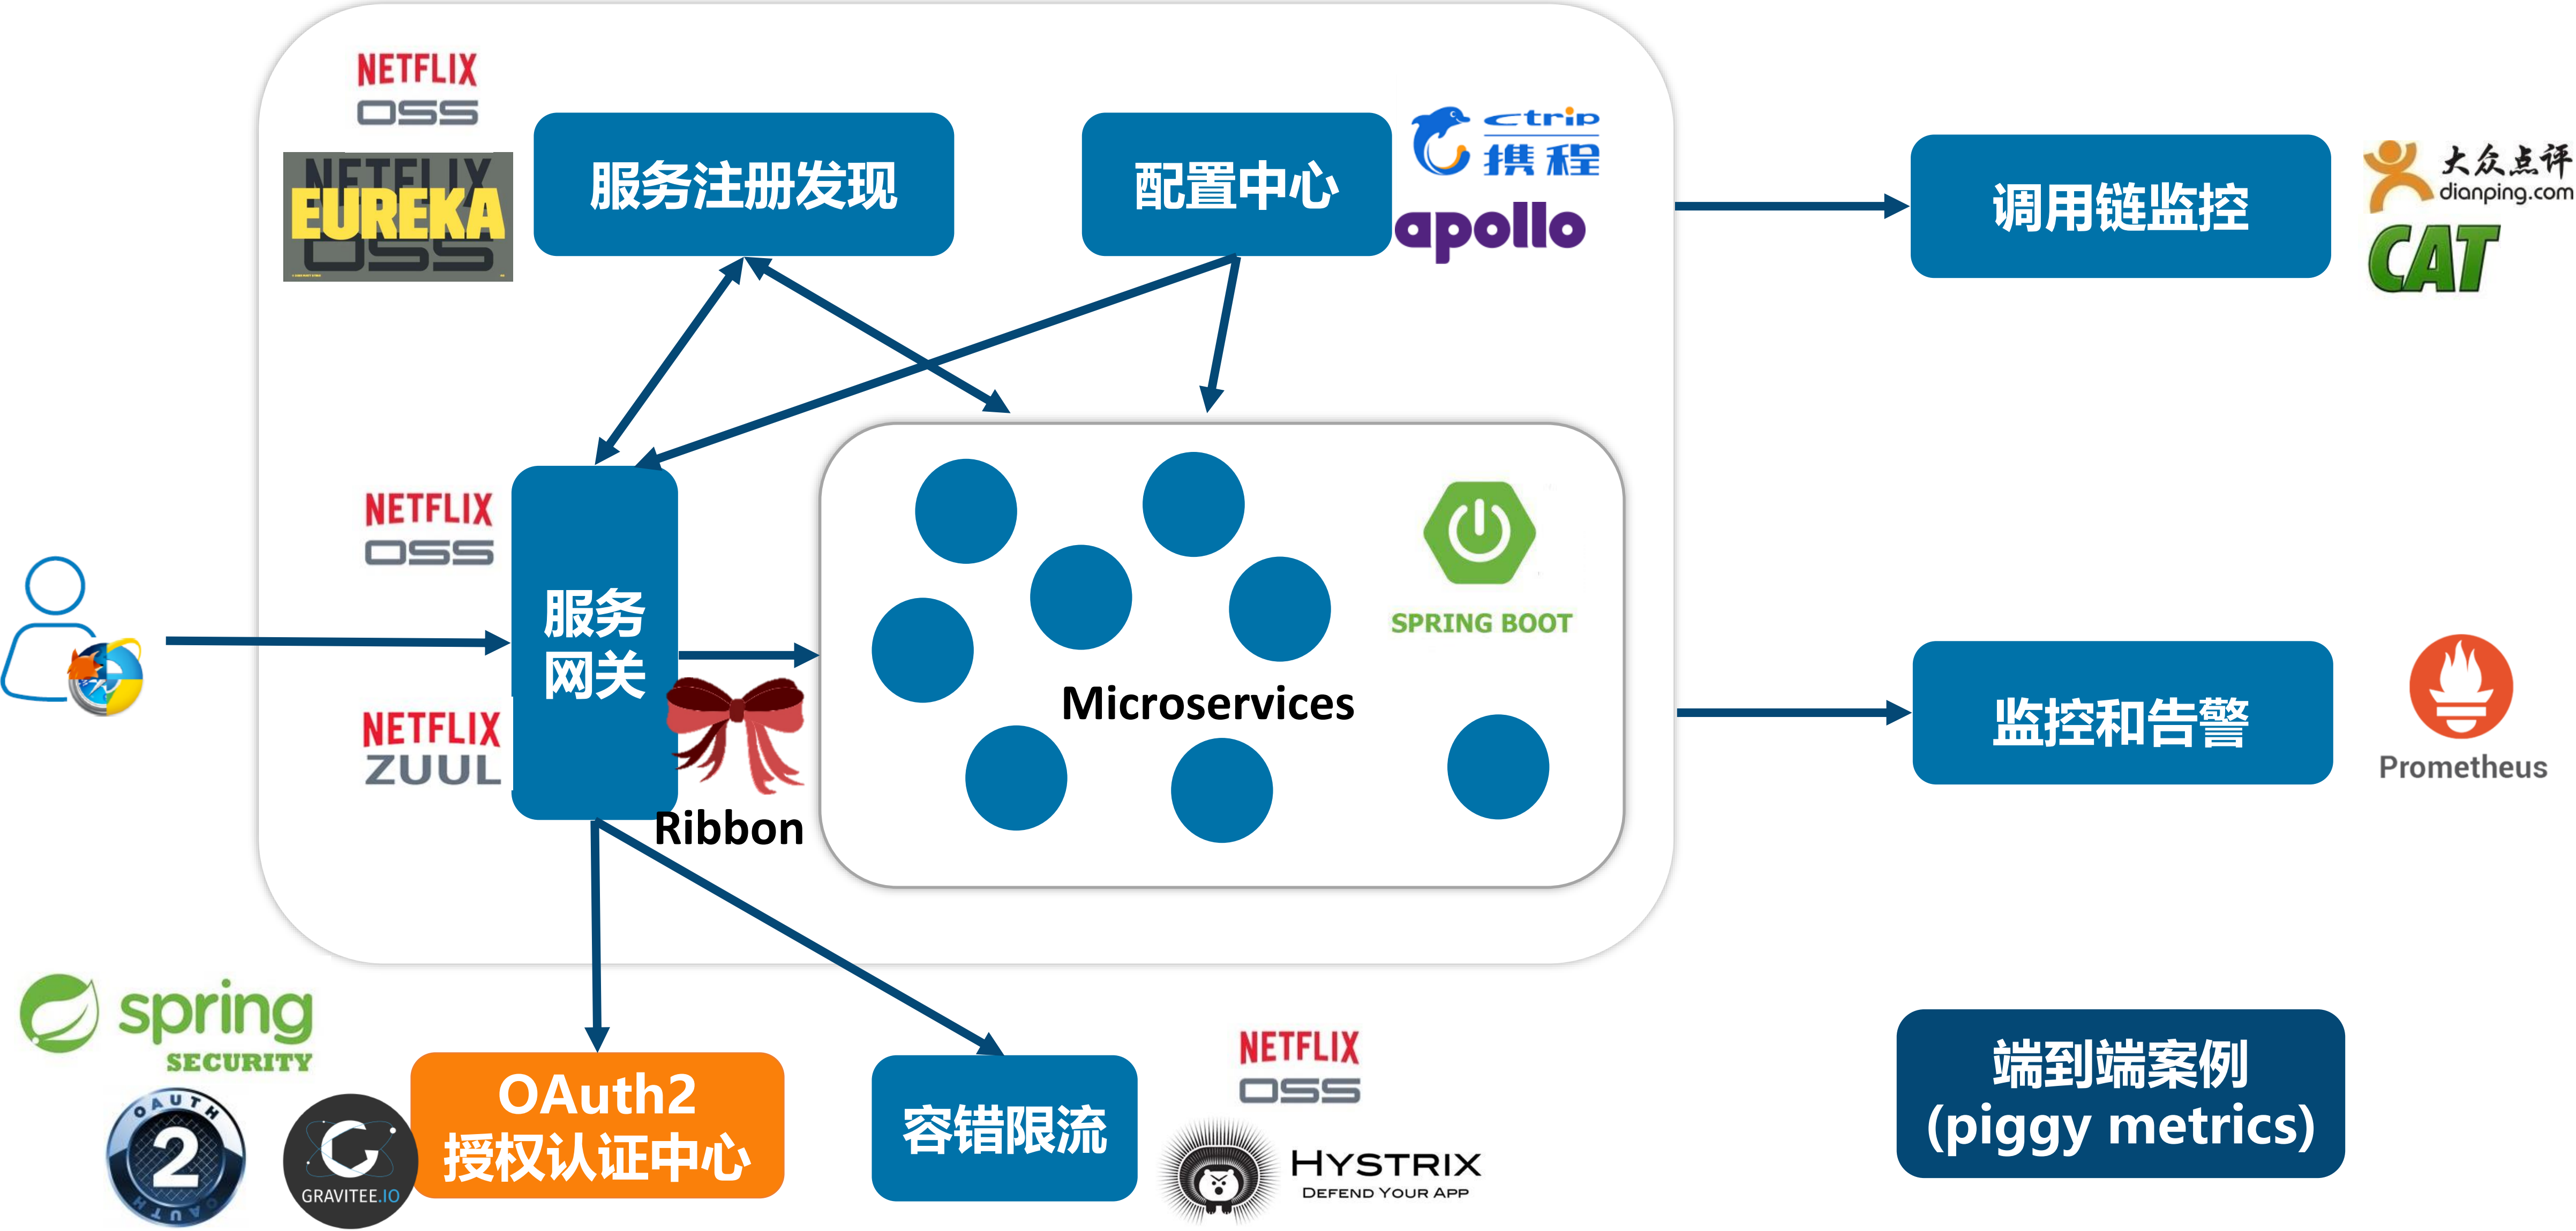 NETFLIX
OSS
NETFLIX
EUREKA
OSS
服务注册发现
配置中心
ctrip
携程
apollo
调用链监控
大众点评
dianping.com
CAT
NETFLIX
OSS
服务
网关
NETFLIX
ZUUL
Ribbon
SPRING BOOT
Microservices
监控和告警
Prometheus
spring
SECURITY
OAUTH
2
OAUTH
GRAVITEE.IO
OAuth2
授权认证中心
容错限流
NETFLIX
OSS
HYSTRIX
DEFEND YOUR APP
端到端案例
(piggy metrics)